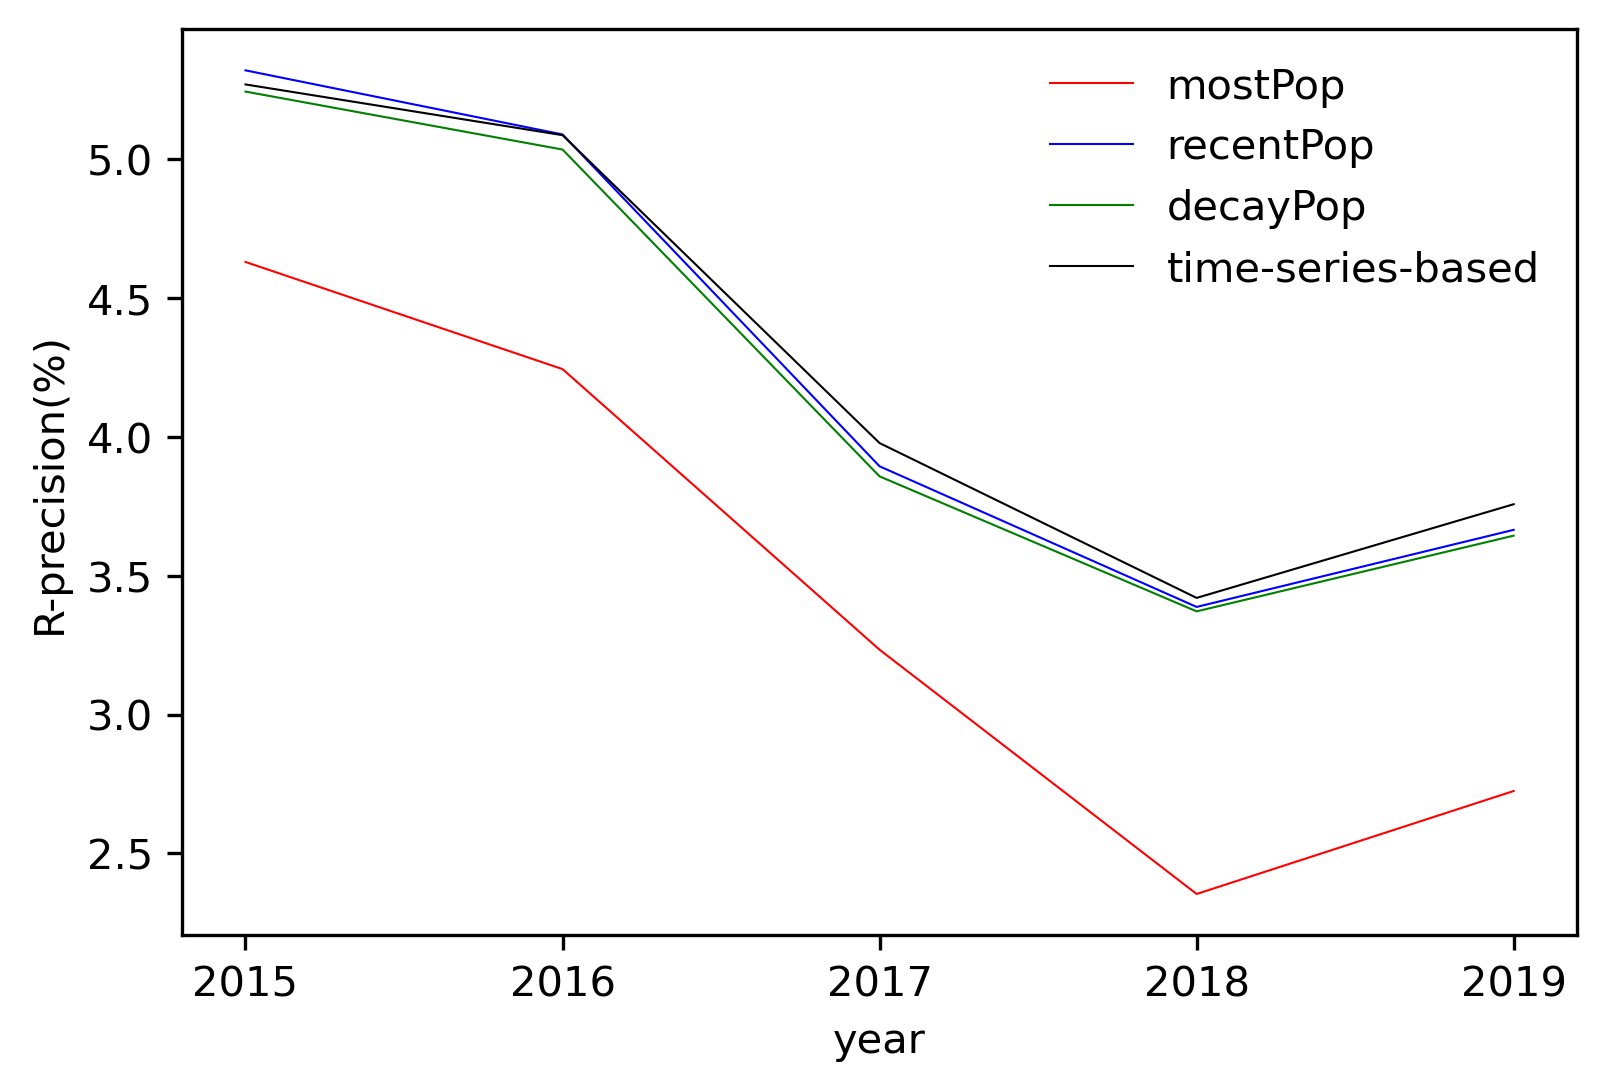 mostPop
recentPop
decayPop
time-series-based
R-precision(%)
5.0
4.5
4.0
3.5
3.0
2.5
2015 2016 2017 2018 2019
year